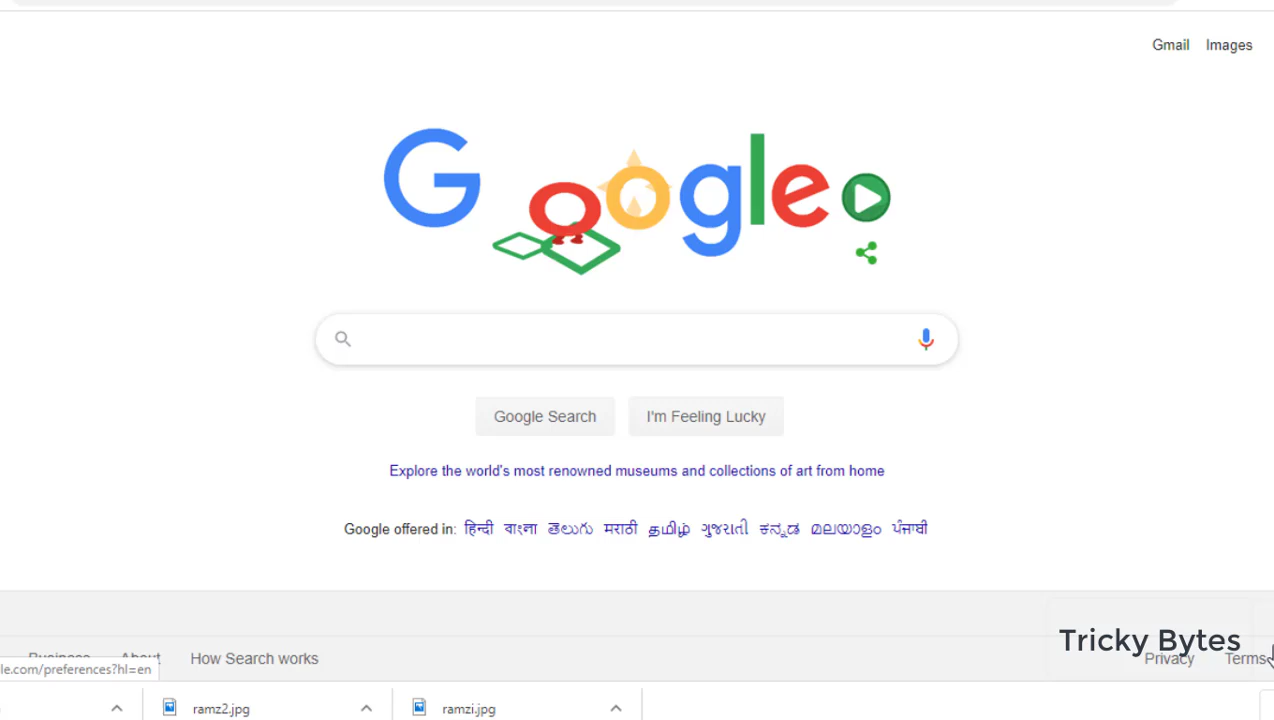 Gmail Images
Google
Google Search I'm Feeling Lucky
Explore the world's most renowned museums and collections of art from home
Google offered in: हिन्दी বাংলা తెలుగు मराठी தமிழ் ગુજરાતી ಕನ್ನಡ മലയാളം ਪੰਜਾਬੀ
Tricky Bytes
Business About How Search works Privacy Terms
le.com/preferences?hl=en
ramz2.jpg ramzi.jpg